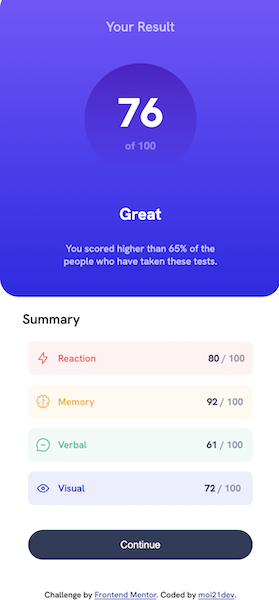 Your Result
76
of 100
Great
You scored higher than 65% of the
people who have taken these tests.
Summary
Reaction 80 / 100
Memory 92 / 100
Verbal 61 / 100
Visual 72 / 100
Continue
Challenge by Frontend Mentor. Coded by moi21dev.